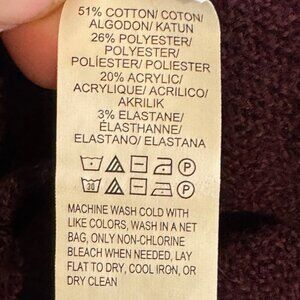 51% COTTON/ COTON/
ALGODON/ KATUN
26% POLYESTER/
POLYESTER/
POLÍESTER/ POLIESTER
20% ACRYLIC/
ACRYLIQUE/ ACRILICO/
AKRILIK
3% ELASTANE/
ÉLASTHANNE/
ELASTANO/ ELASTANA
P
30 P
MACHINE WASH COLD WITH
LIKE COLORS, WASH IN A NET
BAG, ONLY NON-CHLORINE
BLEACH WHEN NEEDED, LAY
FLAT TO DRY, COOL IRON, OR
DRY CLEAN